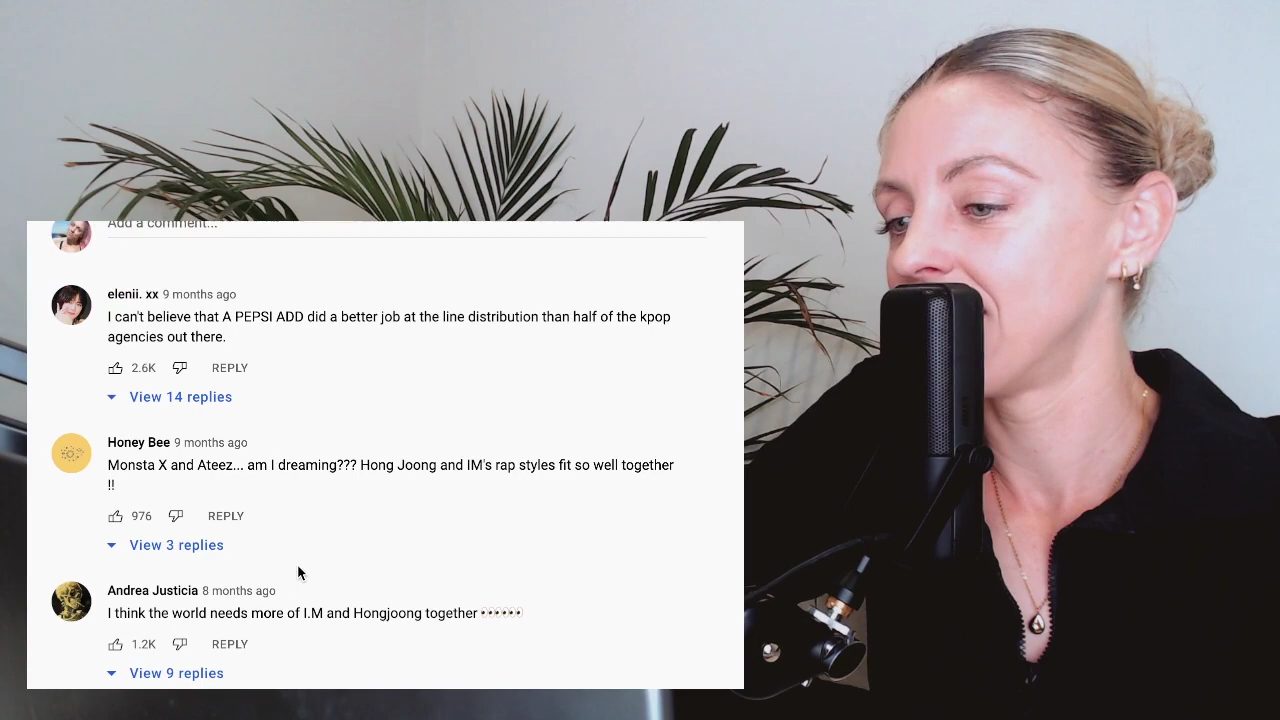 Add a comment...
elenii. xx 9 months ago
I can't believe that A PEPSI ADD did a better job at the line distribution than half of the kpop
agencies out there.
2.6K REPLY
View 14 replies
Honey Bee 9 months ago
Monsta X and Ateez... am I dreaming??? Hong Joong and IM's rap styles fit so well together
!!
976 REPLY
View 3 replies
Andrea Justicia 8 months ago
I think the world needs more of I.M and Hongjoong together 👀👀👀
1.2K REPLY
View 9 replies